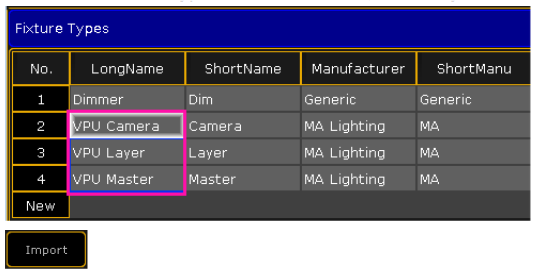 Fixture Types
No. LongName ShortName Manufacturer ShortManu
1 Dimmer Dim Generic Generic
2 VPU Camera Camera MA Lighting MA
3 VPU Layer Layer MA Lighting MA
4 VPU Master Master MA Lighting MA
New
Import